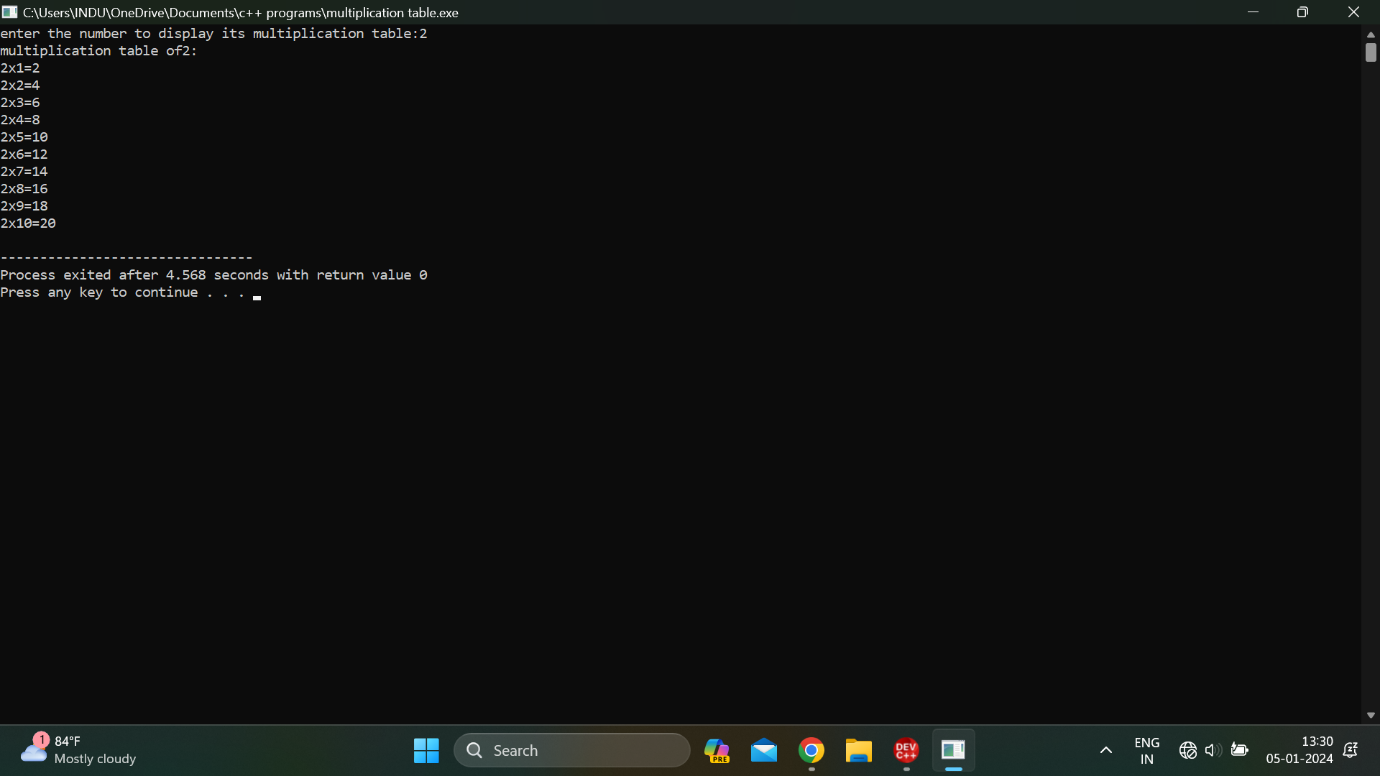 C:\Users\INDU\OneDrive\Documents\c++ programs\multiplication table.exe
enter the number to display its multiplication table:2
multiplication table of2:
2x1=2
2x2=4
2x3=6
2x4=8
2x5=10
2x6=12
2x7=14
2x8=16
2x9=18
2x10=20
--------------------------------
Process exited after 4.568 seconds with return value 0
Press any key to continue . . .
1
84°F
Mostly cloudy
Search
PRE
DEV
C++
ENG
IN
13:30
05-01-2024